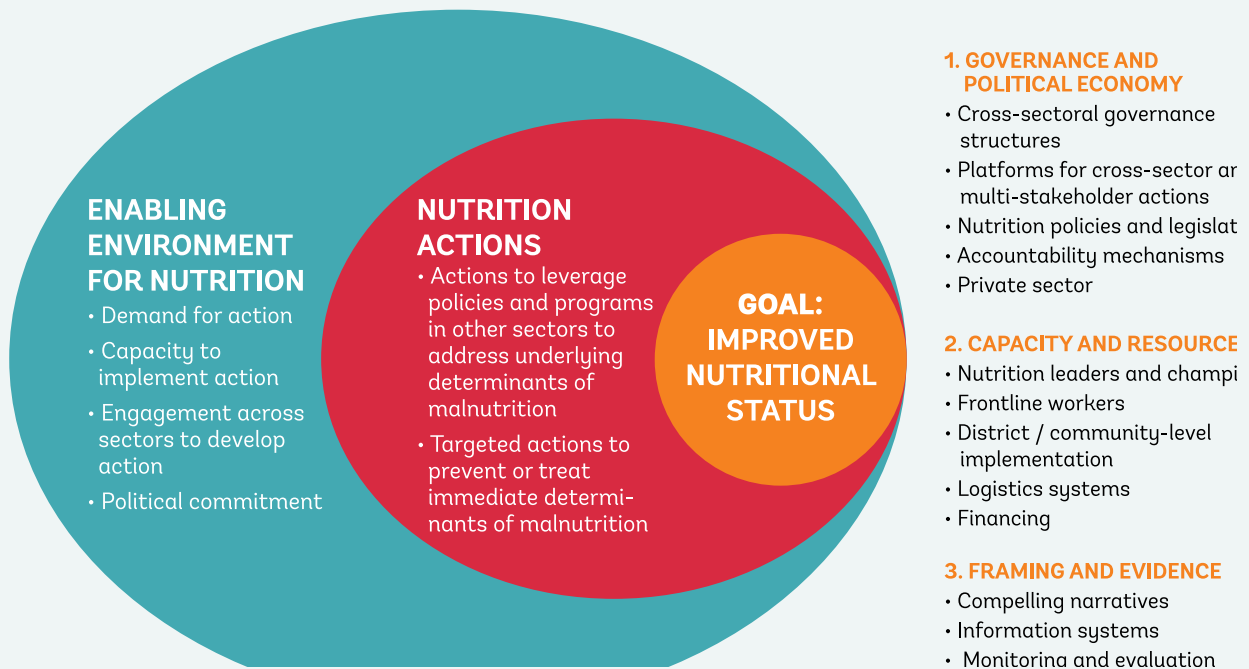 ENABLING
ENVIRONMENT
FOR NUTRITION
• Demand for action
• Capacity to
implement action
• Engagement across
sectors to develop
action
• Political commitment
NUTRITION
ACTIONS
• Actions to leverage
policies and programs
in other sectors to
address underlying
determinants of
malnutrition
• Targeted actions to
prevent or treat
immediate determi-
nants of malnutrition
GOAL:
IMPROVED
NUTRITIONAL
STATUS
1. GOVERNANCE AND
POLITICAL ECONOMY
• Cross-sectoral governance
structures
• Platforms for cross-sector
multi-stakeholder actions
• Nutrition policies and
• Accountability mechanisms
• Private sector
2. CAPACITY AND RESOURCE
• Nutrition leaders and
• Frontline workers
• District / community-level
implementation
• Logistics systems
• Financing
3. FRAMING AND EVIDENCE
• Compelling narratives
• Information systems
• Monitoring and evaluation